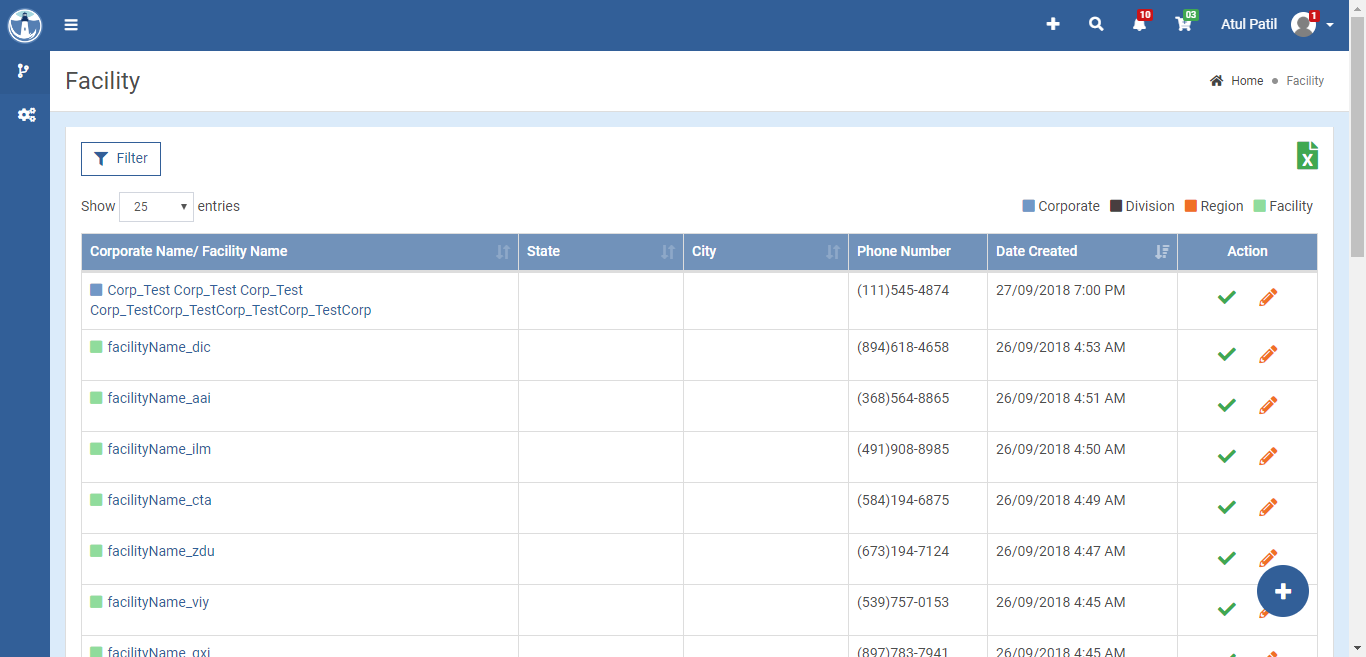 10
03
Atul Patil
1
Facility
Home
Facility
Filter
X
Show 25 entries
Corporate Division Region Facility
Corporate Name/ Facility Name State City Phone Number Date Created Action
Corp_Test Corp_Test Corp_Test (111)545-4874 27/09/2018 7:00 PM
Corp_TestCorp_TestCorp_TestCorp_TestCorp
facilityName_dic (894)618-4658 26/09/2018 4:53 AM
facilityName_aai (368)564-8865 26/09/2018 4:51 AM
facilityName_ilm (491)908-8985 26/09/2018 4:50 AM
facilityName_cta (584)194-6875 26/09/2018 4:49 AM
facilityName_zdu (673)194-7124 26/09/2018 4:47 AM
facilityName_viy (539)757-0153 26/09/2018 4:45 AM
(897)783-7941 26/09/2018 4:45 AM